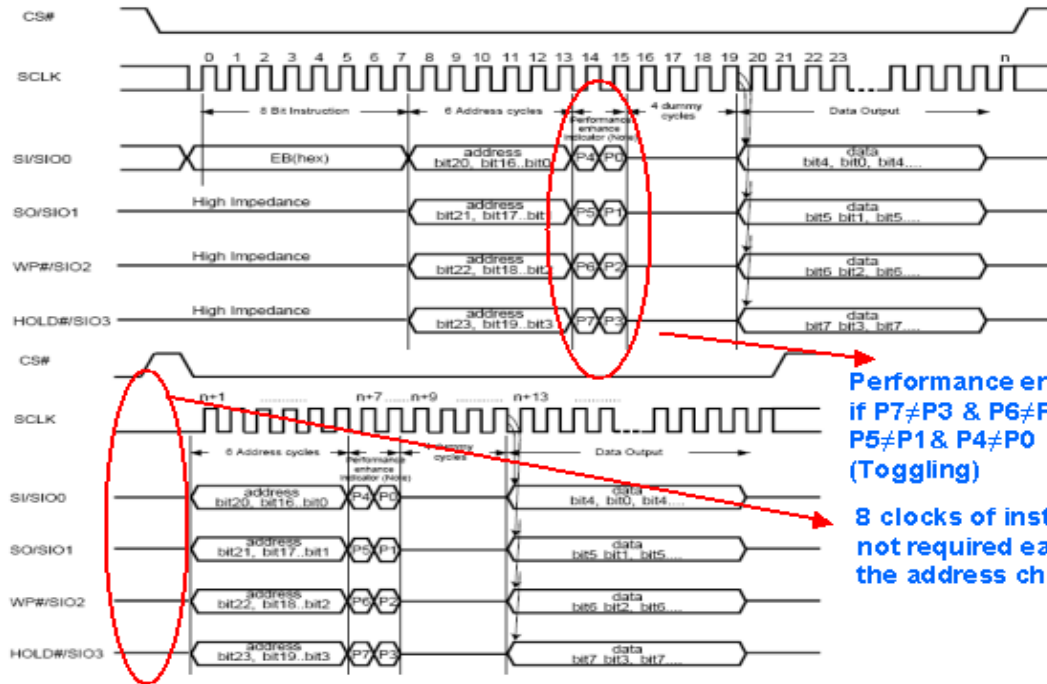 CS#
0 1 2 3 4 5 6 7 8 9 10 11 12 13 14 15 16 17 18 19 20 21 22 23 n
SCLK
8 Bit Instruction
6 Address cycles
Performance
enhance
indicator (Note)
4 dummy
cycles
Data Output
SI/SIO0
EB(hex)
address
bit20, bit16..bit0
P4 P0
data
bit4, bit0, bit4....
SO/SIO1
High Impedance
address
bit21, bit17..bit
P5 P1
data
bit5 bit1, bit5....
WP#/SIO2
High Impedance
address
bit22, bit18..bit2
P6 P2
data
bit6 bit2, bit6....
HOLD#/SIO3
High Impedance
address
bit23, bit19..bit3
P7 P3
data
bit7 bit3, bit7....
CS#
n+1 ............. n+7 ......n+9 ............ n+13 .............
SCLK
6 Address cycles
Performance
enhance
indicator (Note)
cycles
Data Output
SI/SIO0
address
bit20, bit16..bit0
P4 P0
data
bit4, bit0, bit4....
SO/SIO1
address
bit21, bit17..bit1
P5 P1
data
bit5 bit1, bit5....
WP#/SIO2
address
bit22, bit18..bit2
P6 P2
data
bit6 bit2, bit6....
HOLD#/SIO3
address
bit23, bit19..bit3
P7 P3
data
bit7 bit3, bit7....
Performance en
if P7≠P3 & P6≠P
P5≠P1& P4≠P0
(Toggling)
8 clocks of inst
not required ea
the address ch